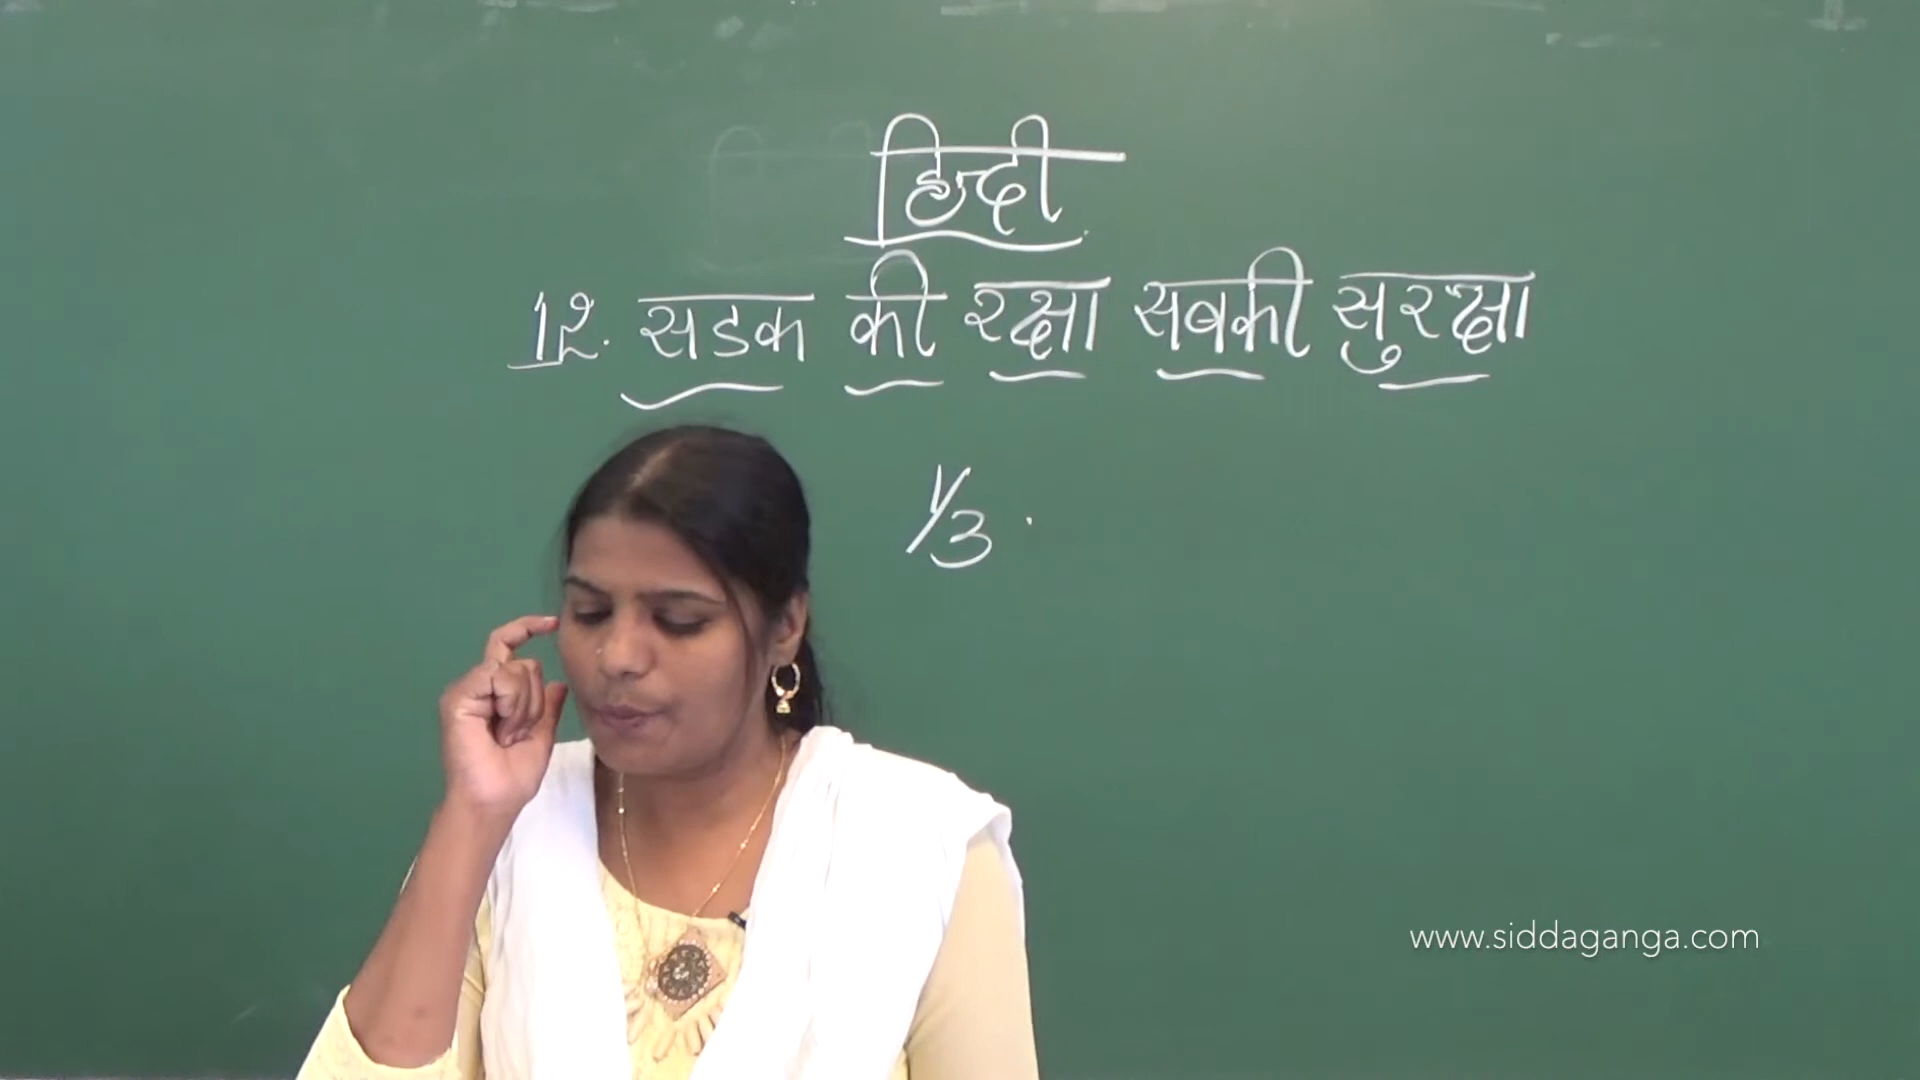 हिन्दी
12. सडक की रक्षा सबकी सुरक्षा
1/3
www.siddaganga.com